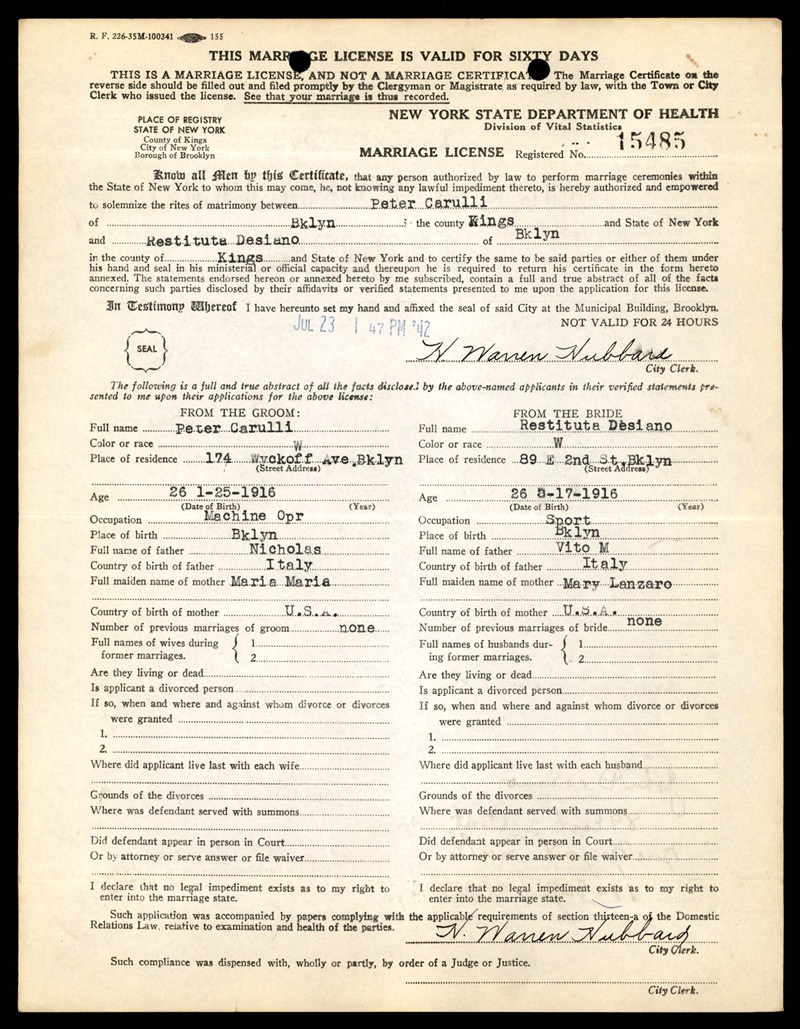 R. F. 226-35M-100341 155
THIS MARRIAGE LICENSE IS VALID FOR SIXTY DAYS
THIS IS A MARRIAGE LICENSE, AND NOT A MARRIAGE CERTIFICATE. The Marriage Certificate on the
reverse side should be filled out and filed promptly by the Clergyman or Magistrate as required by law, with the Town or City
Clerk who issued the license. See that your marriage is thus recorded.
PLACE OF REGISTRY
STATE OF NEW YORK
County of Kings
City of New York
Borough of Brooklyn
NEW YORK STATE DEPARTMENT OF HEALTH
Division of Vital Statistics
MARRIAGE LICENSE Registered No. 15485
Know all Men by this Certificate, that any person authorized by law to perform marriage ceremonies within
the State of New York to whom this may come, he, not knowing any lawful impediment thereto, is hereby authorized and empowered
to solemnize the rites of matrimony between Peter Carulli
of Bklyn in the county Kings and State of New York
and Restituta Desiano of Bklyn
in the county of Kings and State of New York and to certify the same to be said parties or either of them under
his hand and seal in his ministerial or official capacity and thereupon he is required to return his certificate in the form hereto
annexed. The statements endorsed hereon or annexed hereto by me subscribed, contain a full and true abstract of all of the facts
concerning such parties disclosed by their affidavits or verified statements presented to me upon the application for this license.
In Testimony Whereof I have hereunto set my hand and affixed the seal of said City at the Municipal Building, Brooklyn.
JUL 23 1 47 PM '42 NOT VALID FOR 24 HOURS
SEAL
H Warren Hubbard
City Clerk.
The following is a full and true abstract of all the facts disclosed by the above-named applicants in their verified statements pre-
sented to me upon their applications for the above license:
FROM THE GROOM:
Full name Peter Carulli
Color or race W
Place of residence 174 Wyckoff Ave, Bklyn
(Street Address)
Age 26 1-25-1916
(Date of Birth) (Year)
Occupation Machine Opr
Place of birth Bklyn
Full name of father Nicholas
Country of birth of father Italy
Full maiden name of mother Maria Maria
Country of birth of mother U.S.A.
Number of previous marriages of groom none
Full names of wives during
former marriages.
1
2
Are they living or dead
Is applicant a divorced person
If so, when and where and against whom divorce or divorces
were granted
1.
2.
Where did applicant live last with each wife
Grounds of the divorces
Where was defendant served with summons
Did defendant appear in person in Court
Or by attorney or serve answer or file waiver
I declare that no legal impediment exists as to my right to
enter into the marriage state.
FROM THE BRIDE
Full name Restituta Desiano
Color or race W
Place of residence 89 E 2nd St, Bklyn
(Street Address)
Age 26 -17-1916
(Date of Birth) (Year)
Occupation Sport
Place of birth Bklyn
Full name of father Vito M
Country of birth of father Italy
Full maiden name of mother Mary Lanzaro
Country of birth of mother U.S.A.
Number of previous marriages of bride none
Full names of husbands dur-
ing former marriages.
1
2
Are they living or dead
Is applicant a divorced person
If so, when and where and against whom divorce or divorces
were granted
1.
2.
Where did applicant live last with each husband
Grounds of the divorces
Where was defendant served with summons
Did defendant appear in person in Court
Or by attorney or serve answer or file waiver
I declare that no legal impediment exists as to my right to
enter into the marriage state.
Such application was accompanied by papers complying with the applicable requirements of section thirteen-a of the Domestic
Relations Law, relative to examination and health of the parties.
H. Warren Hubbard
City Clerk.
Such compliance was dispensed with, wholly or partly, by order of a Judge or Justice.
City Clerk.